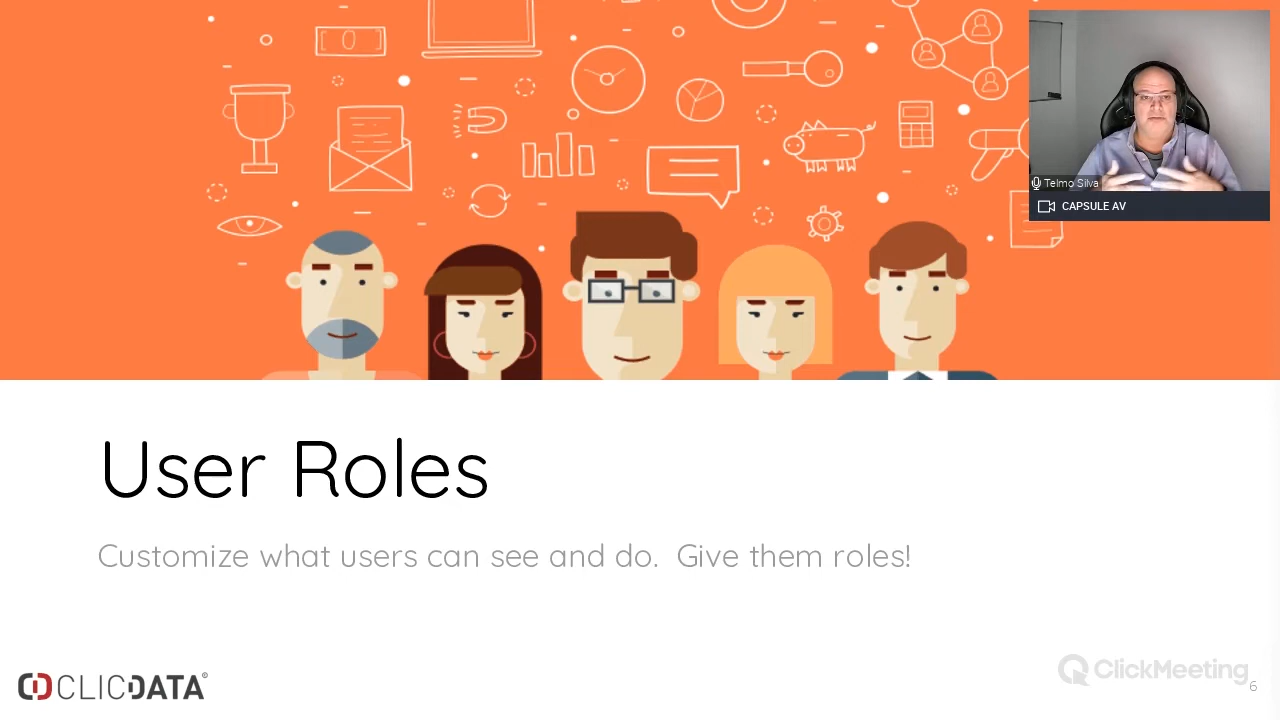 Telmo Silva
CAPSULE AV
User Roles
Customize what users can see and do. Give them roles!
CLICDATA®
ClickMeeting
6